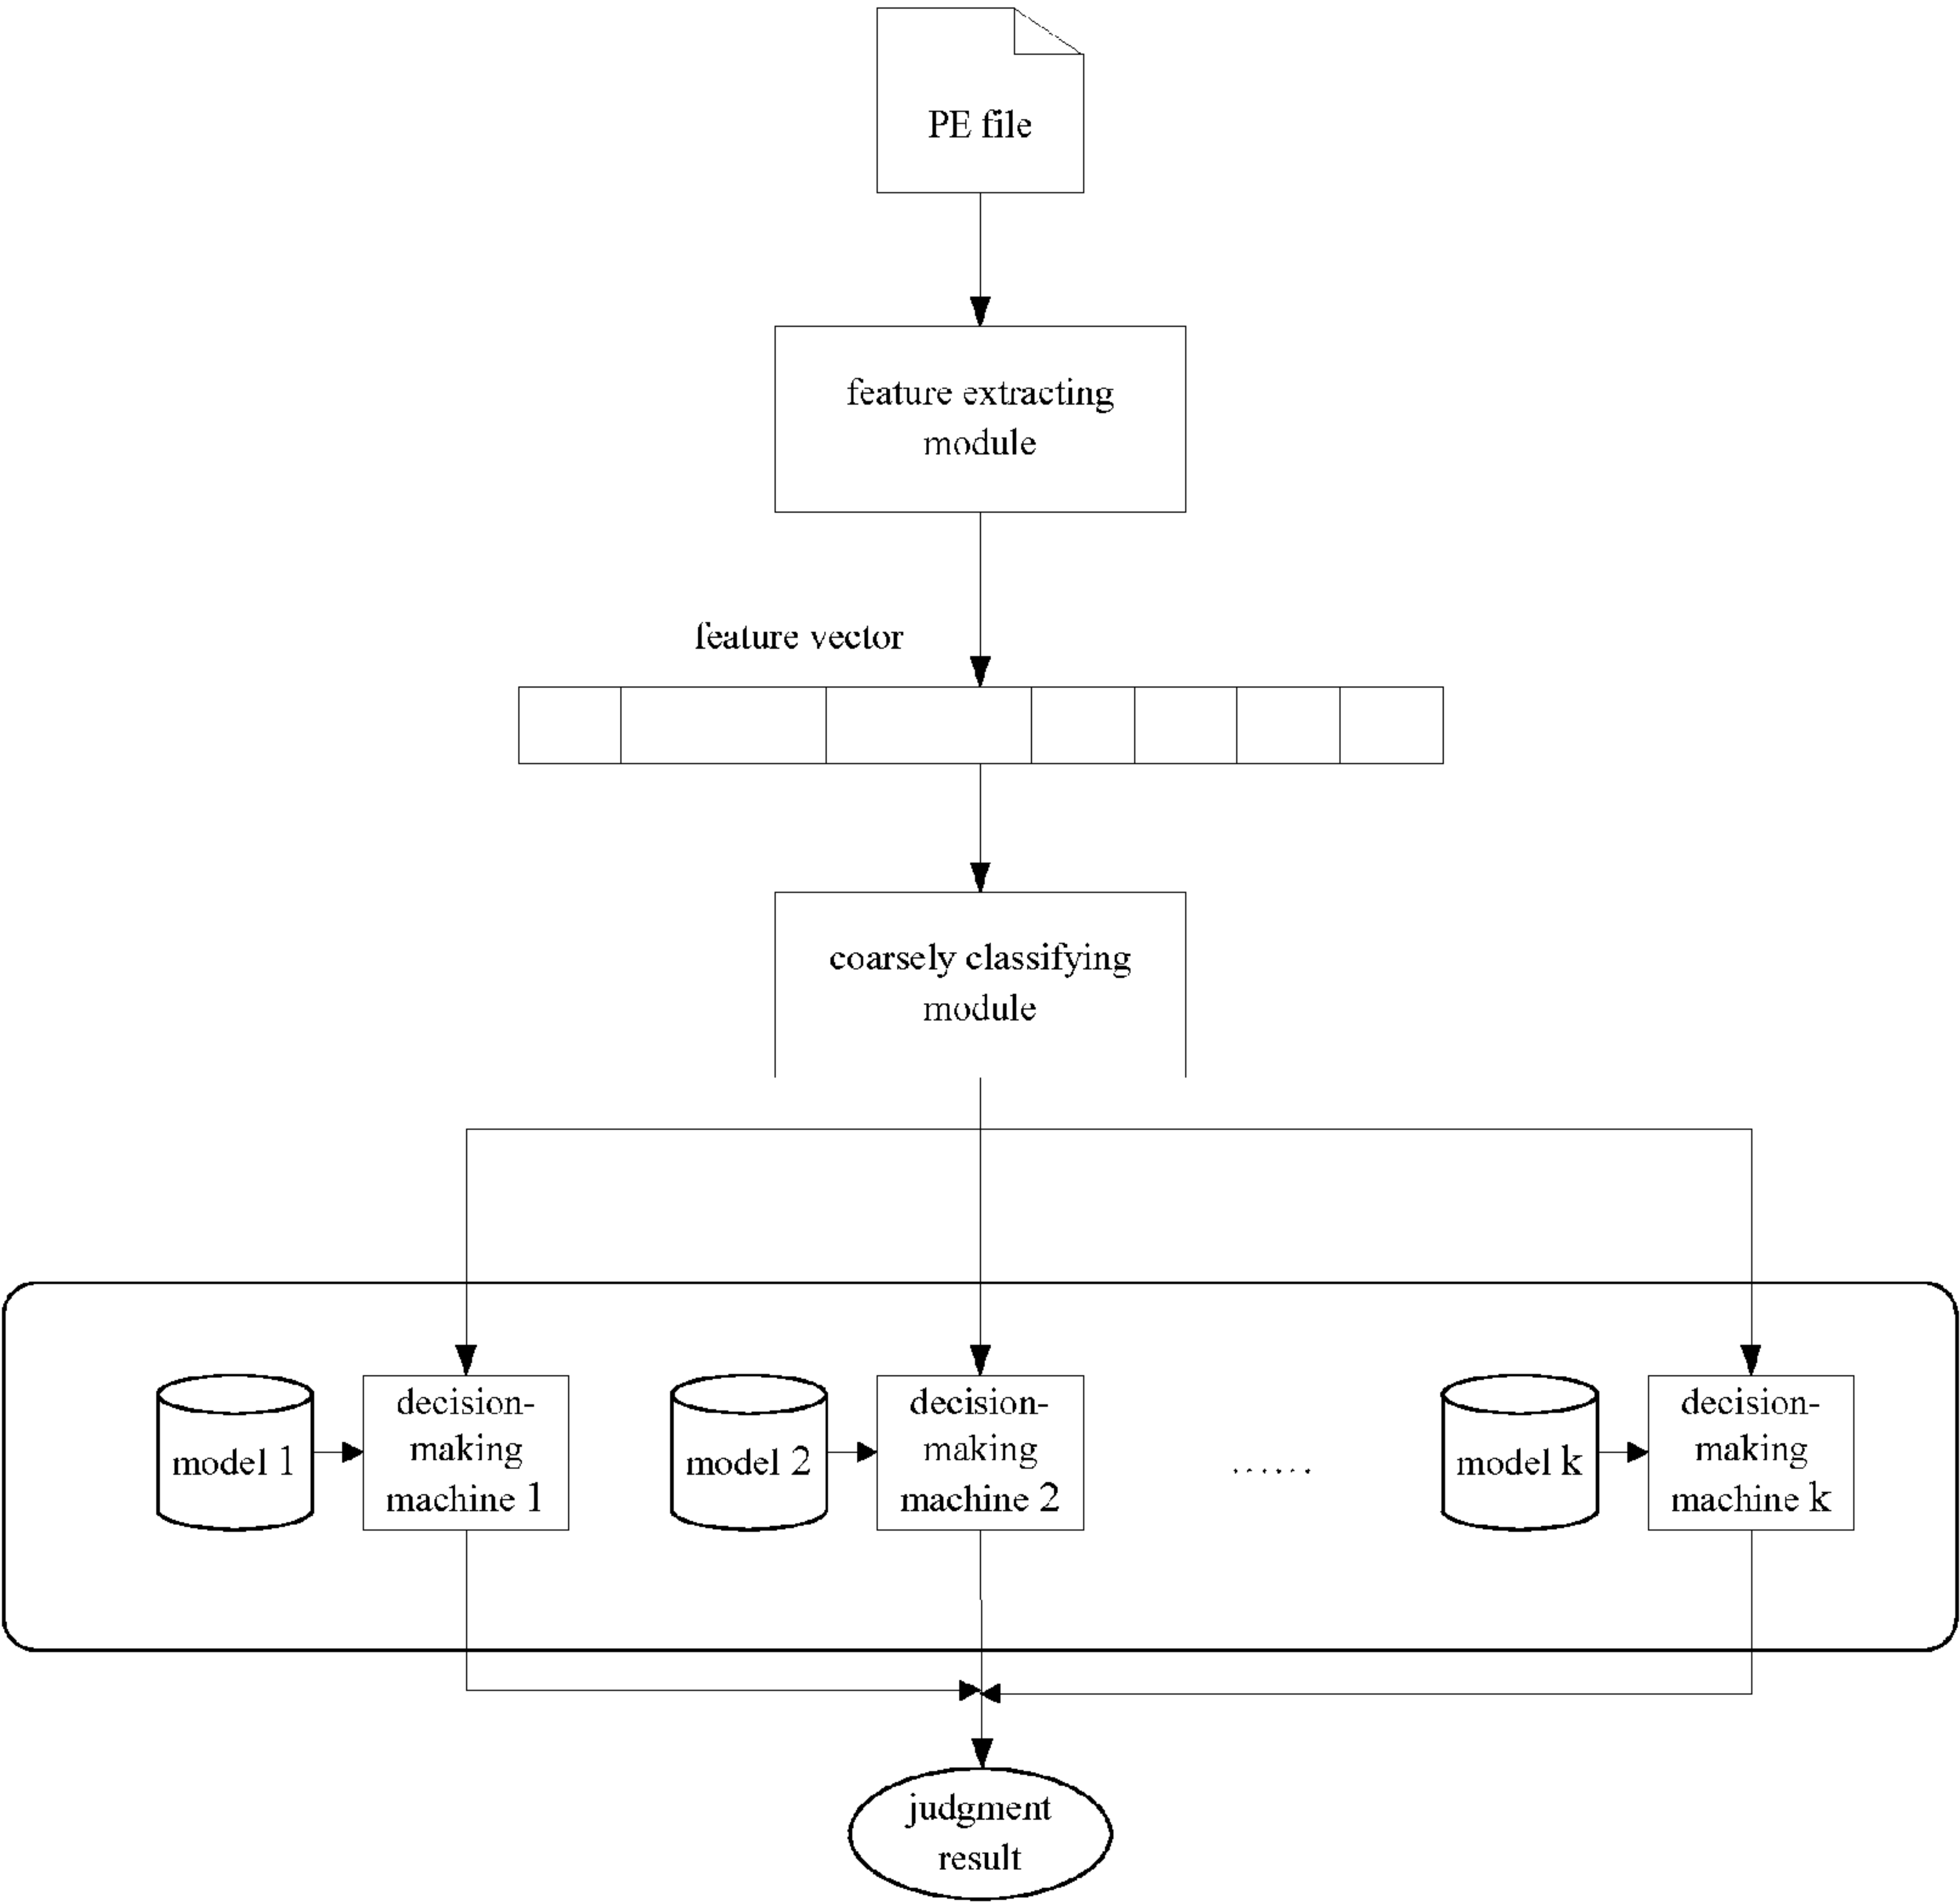 PE file
feature extracting
module
feature vector
coarsely classifying
module
model 1
decision-
making
machine 1
model 2
decision-
making
machine 2
......
model k
decision-
making
machine k
judgment
result